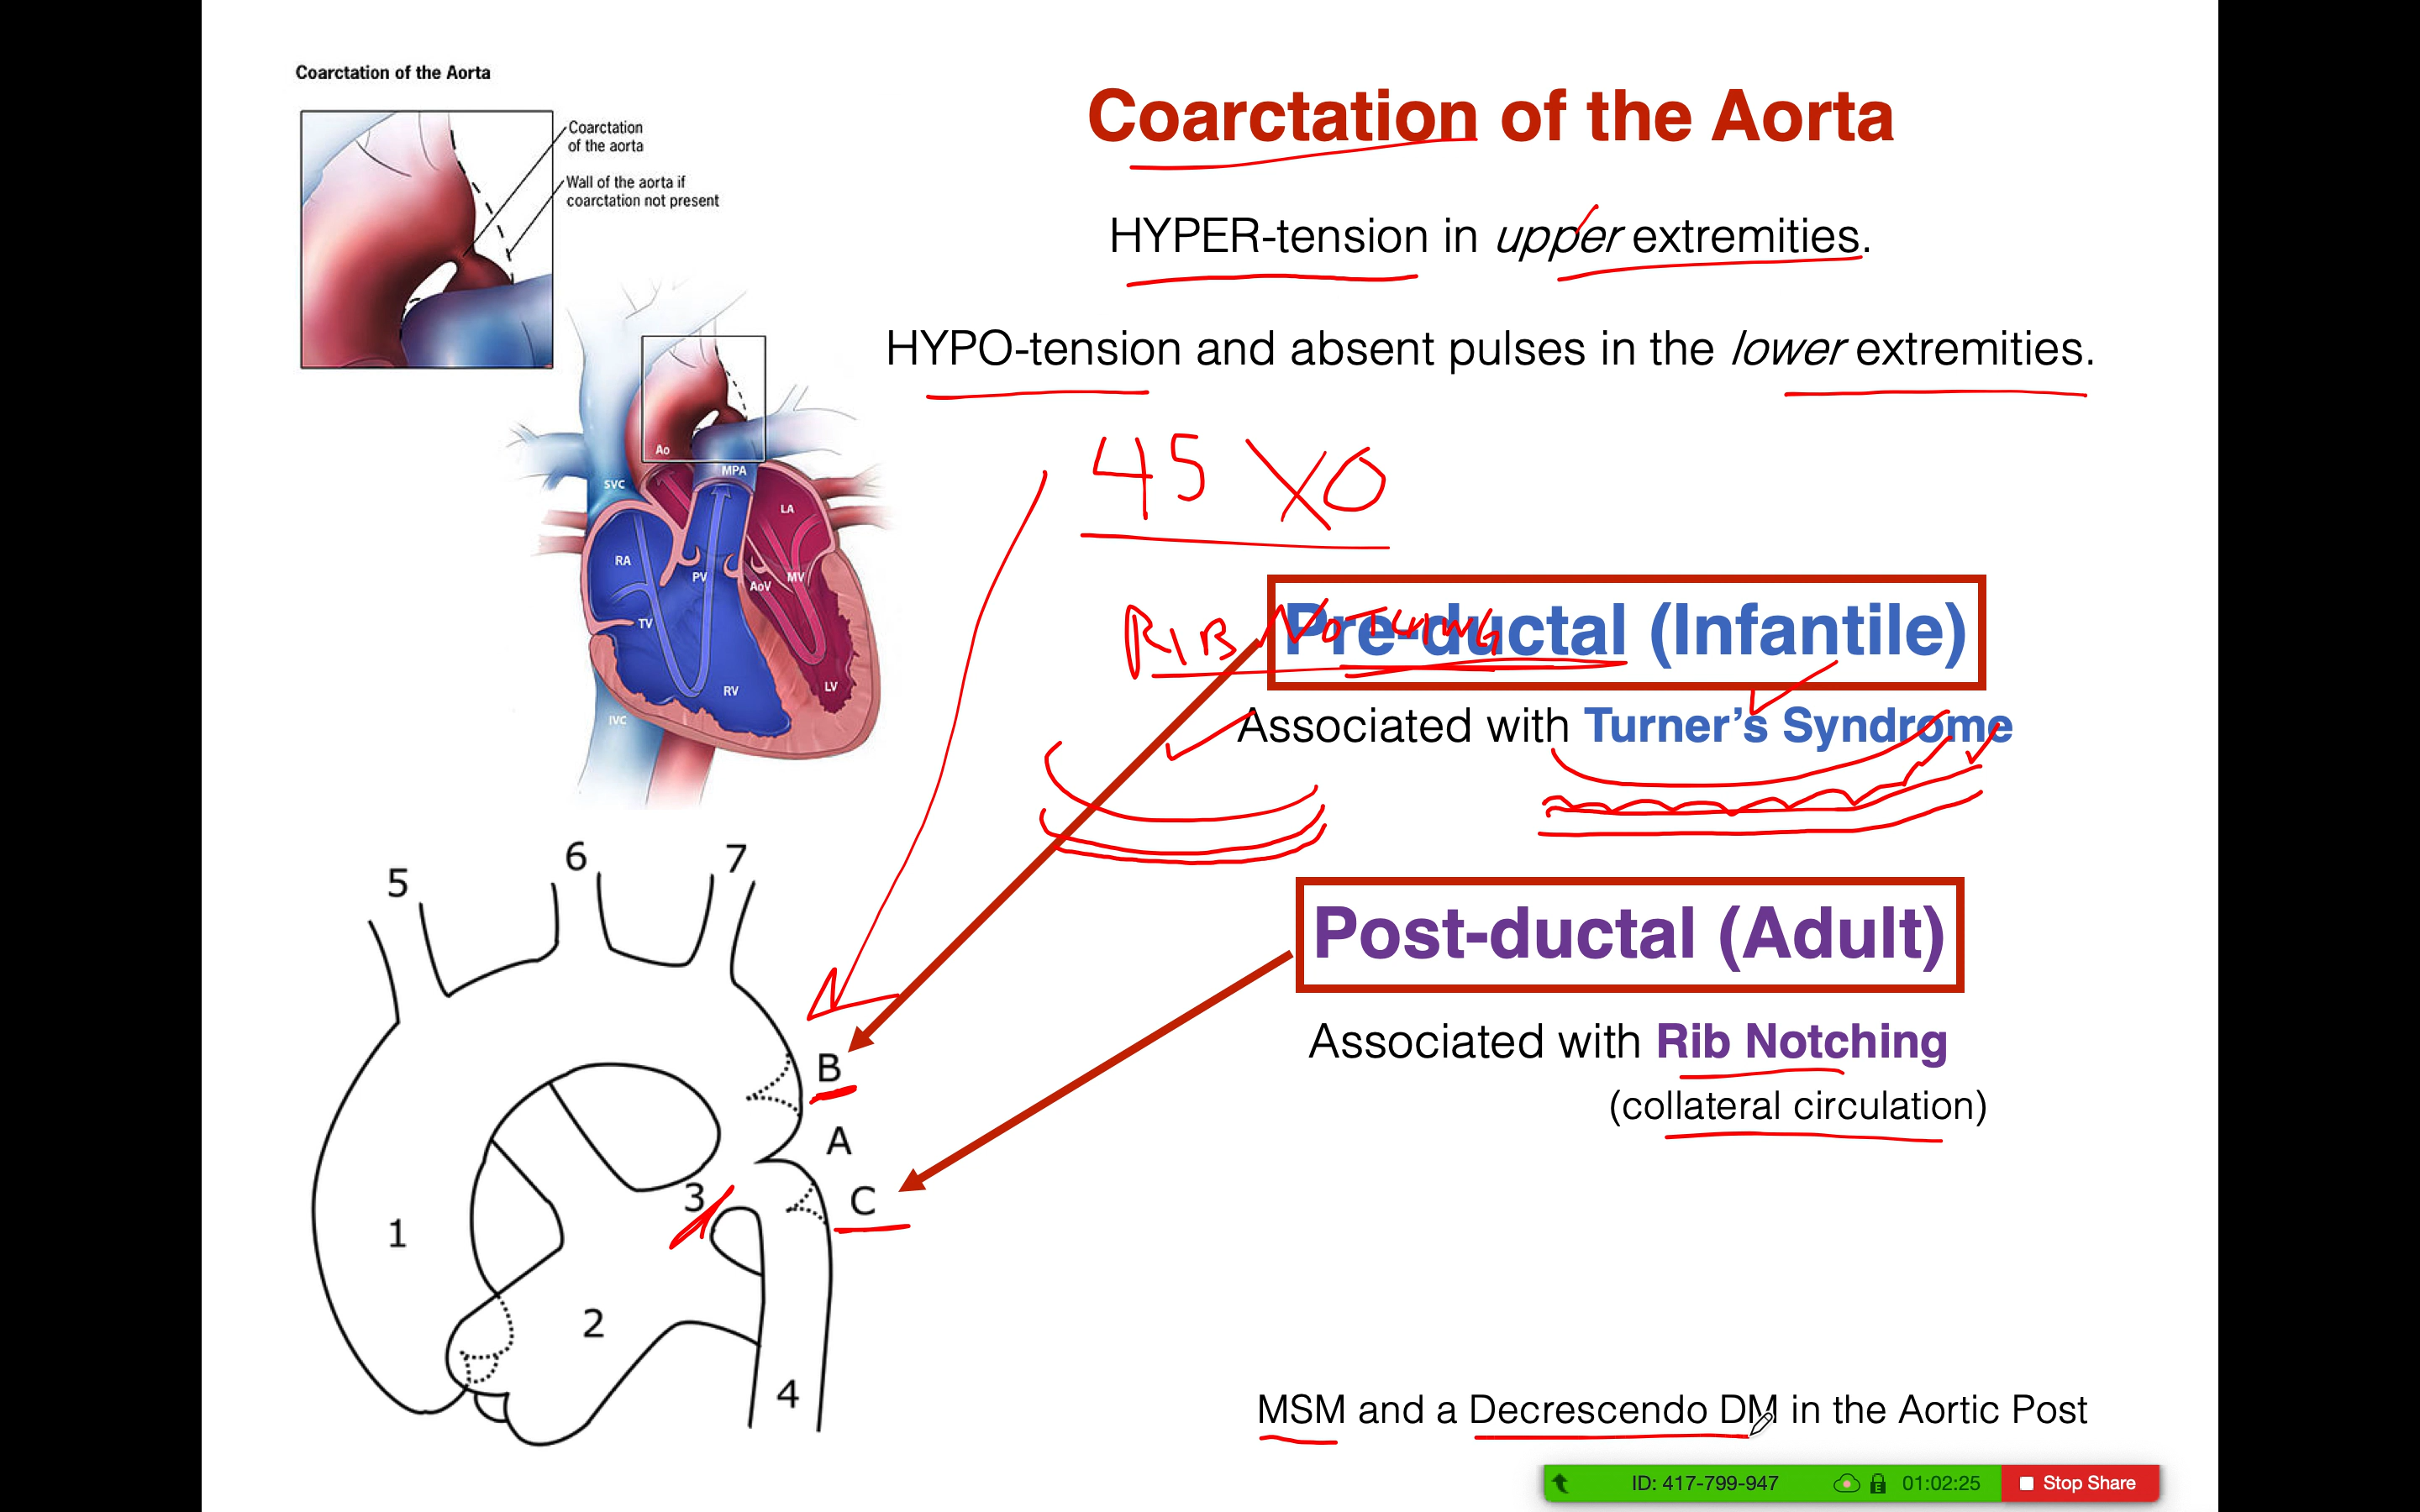 Coarctation of the Aorta
Coarctation
of the aorta
Wall of the aorta if
coarctation not present
Coarctation of the Aorta
HYPER-tension in upper extremities.
HYPO-tension and absent pulses in the lower extremities.
45 XO
Ao
MPA
SVC
LA
RA
PV
AoV
MV
TV
RV
LV
IVC
RIB NOTCHING
Pre-ductal (Infantile)
Associated with Turner's Syndrome
Post-ductal (Adult)
Associated with Rib Notching
(collateral circulation)
5
6
7
B
A
3
C
1
2
4
MSM and a Decrescendo DM in the Aortic Post
ID: 417-799-947
01:02:25
Stop Share